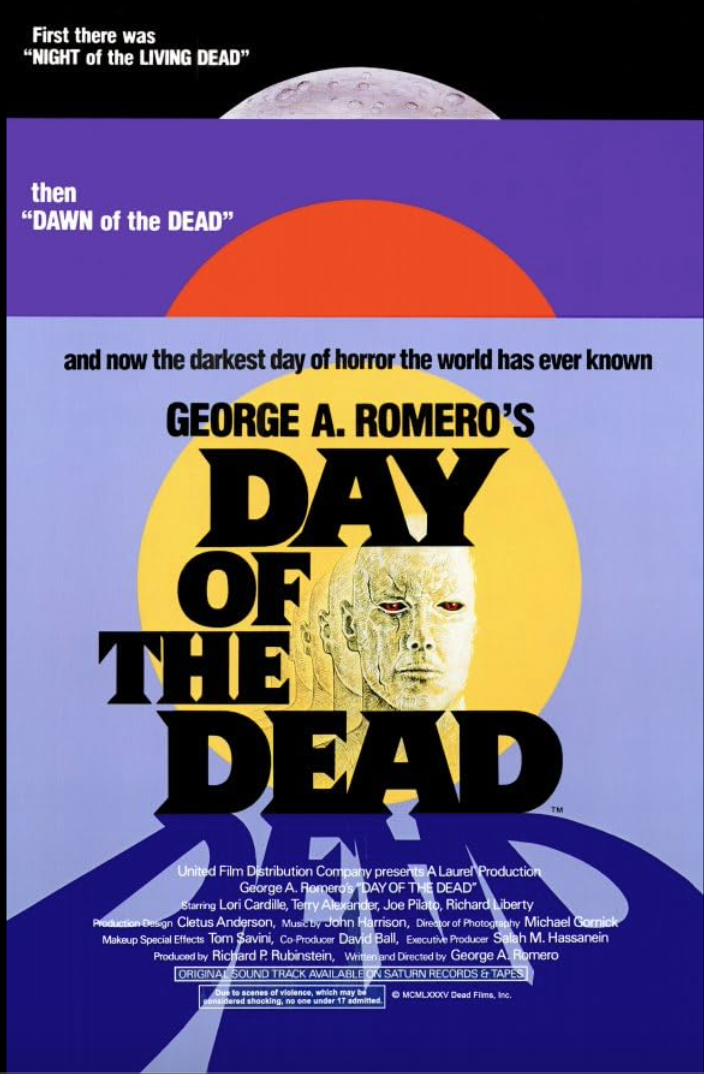 First there was
“NIGHT of the LIVING DEAD”
then
“DAWN of the DEAD”
and now the darkest day of horror the world has ever known
GEORGE A. ROMERO’S
DAY
OF
THE
DEAD
TM
DEAD
United Film Distribution Company presents A Laurel Production
George A. Romero’s “DAY OF THE DEAD”
Starring Lori Cardille, Terry Alexander, Joe Pilato, Richard Liberty
Production Design Cletus Anderson, Music by John Harrison, Director of Photography Michael Gornick
Makeup Special Effects Tom Savini, Co-Producer David Ball, Executive Producer Salah M. Hassanein
Produced by Richard P. Rubinstein, Written and Directed by George A. Romero
ORIGINAL SOUND TRACK AVAILABLE ON SATURN RECORDS & TAPES
Due to scenes of violence, which may be
considered shocking, no one under 17 admitted.
© MCMLXXXV Dead Films, Inc.